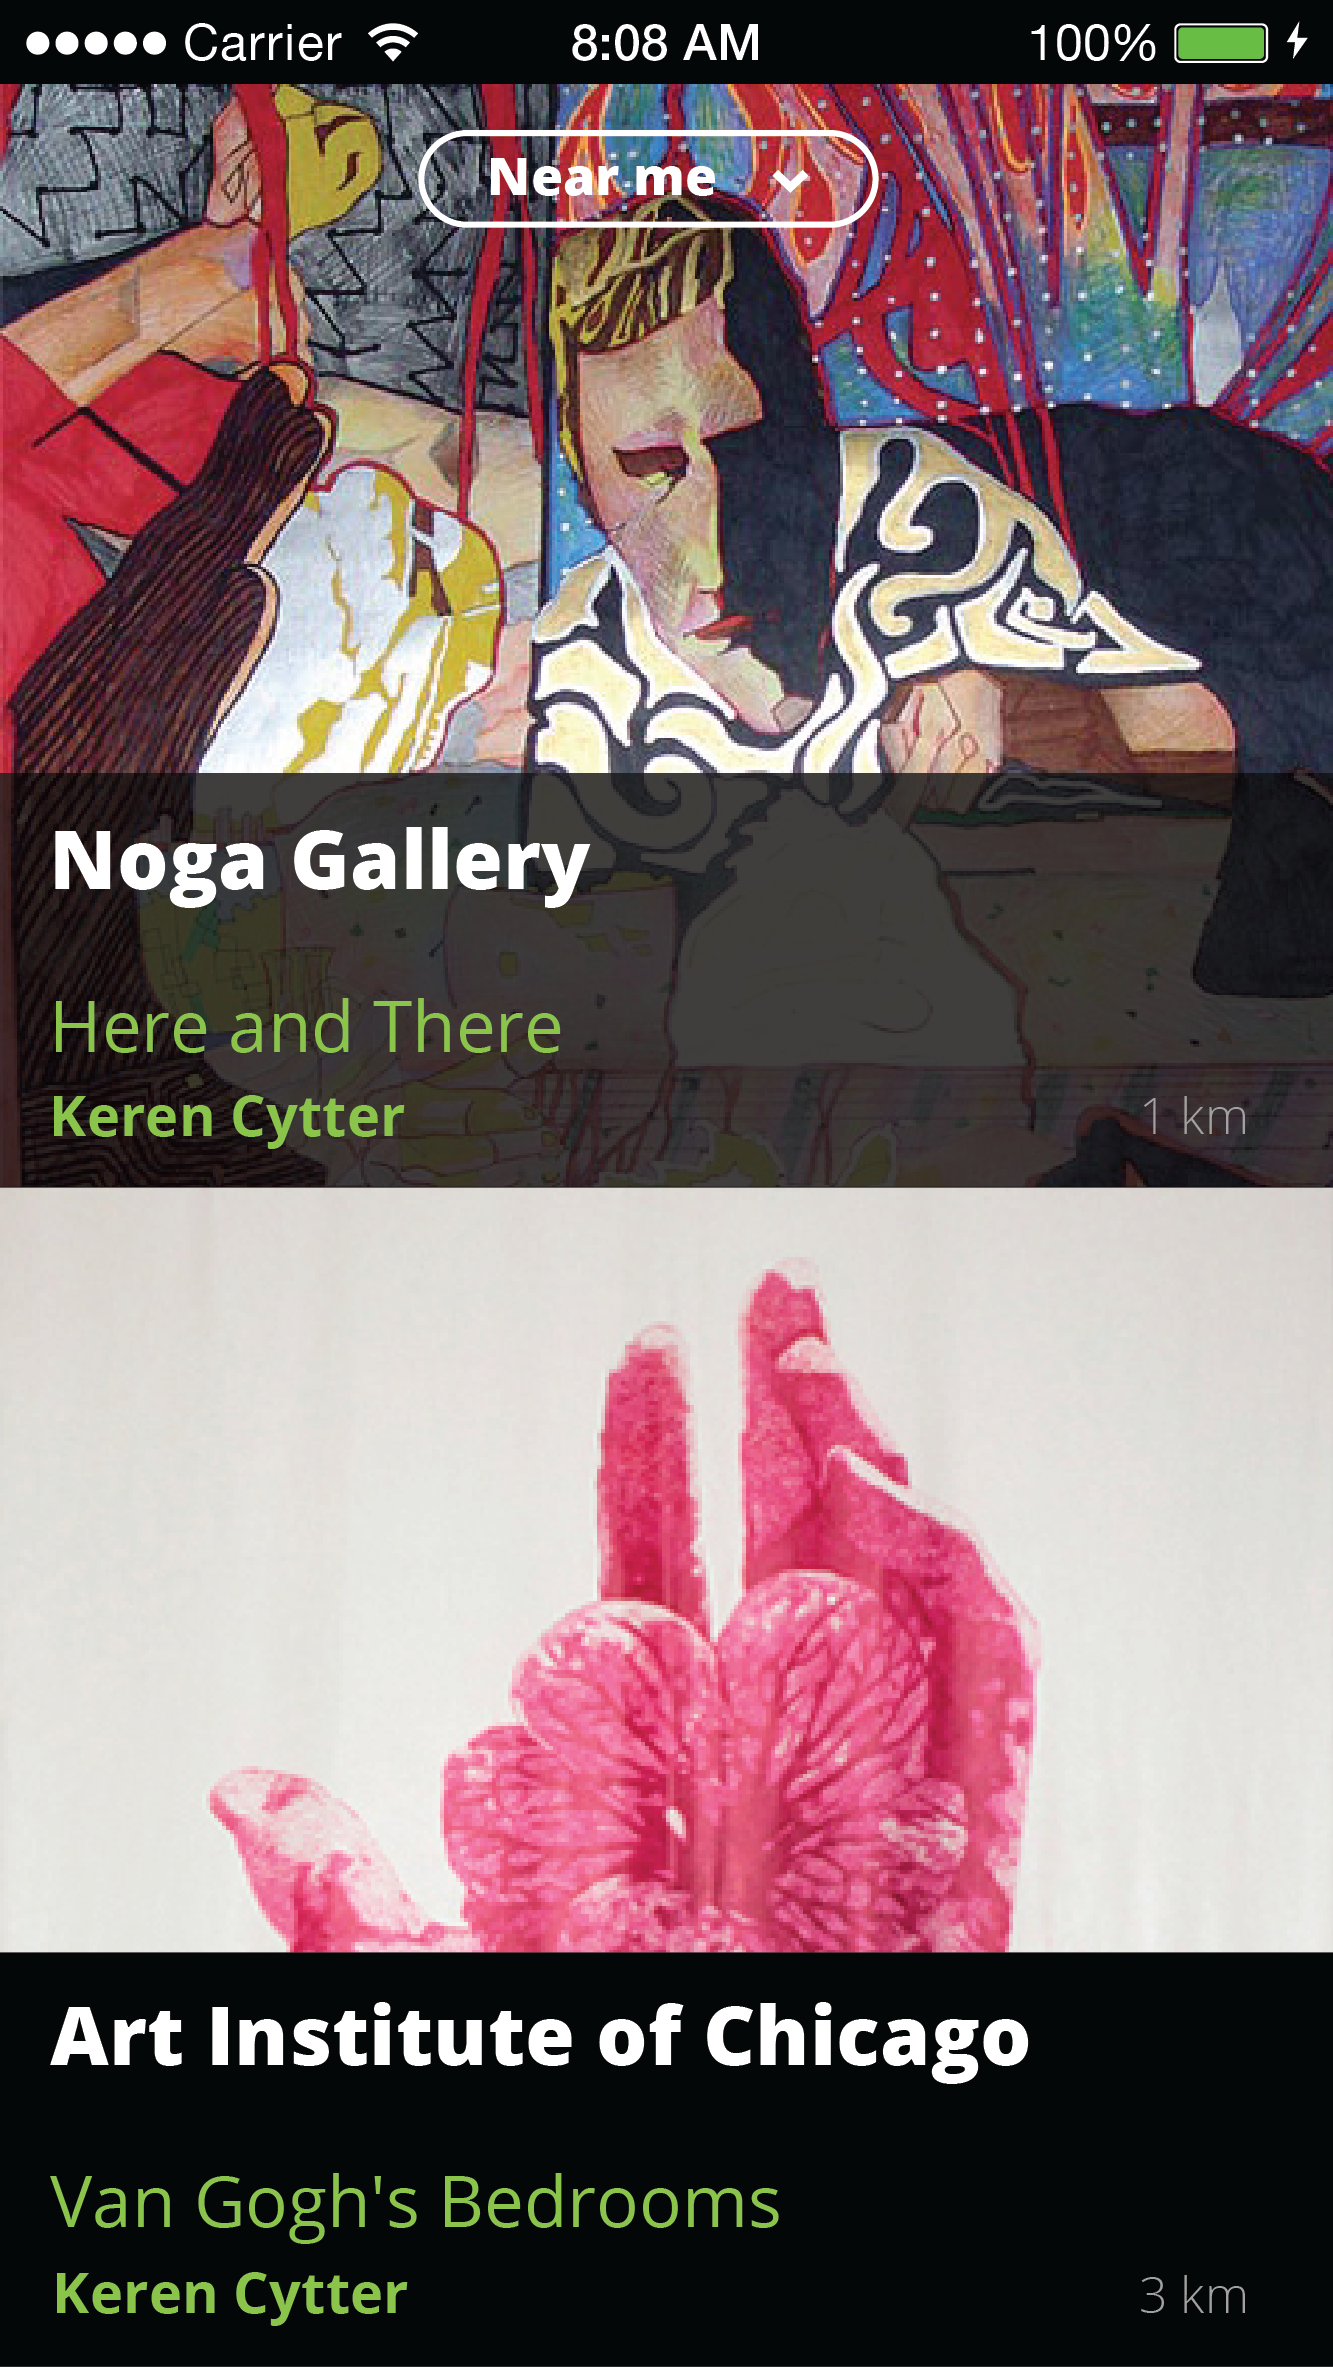 Carrier 8:08 AM 100%
Near me
Noga Gallery
Here and There
Keren Cytter 1 km
Art Institute of Chicago
Van Gogh's Bedrooms
Keren Cytter 3 km